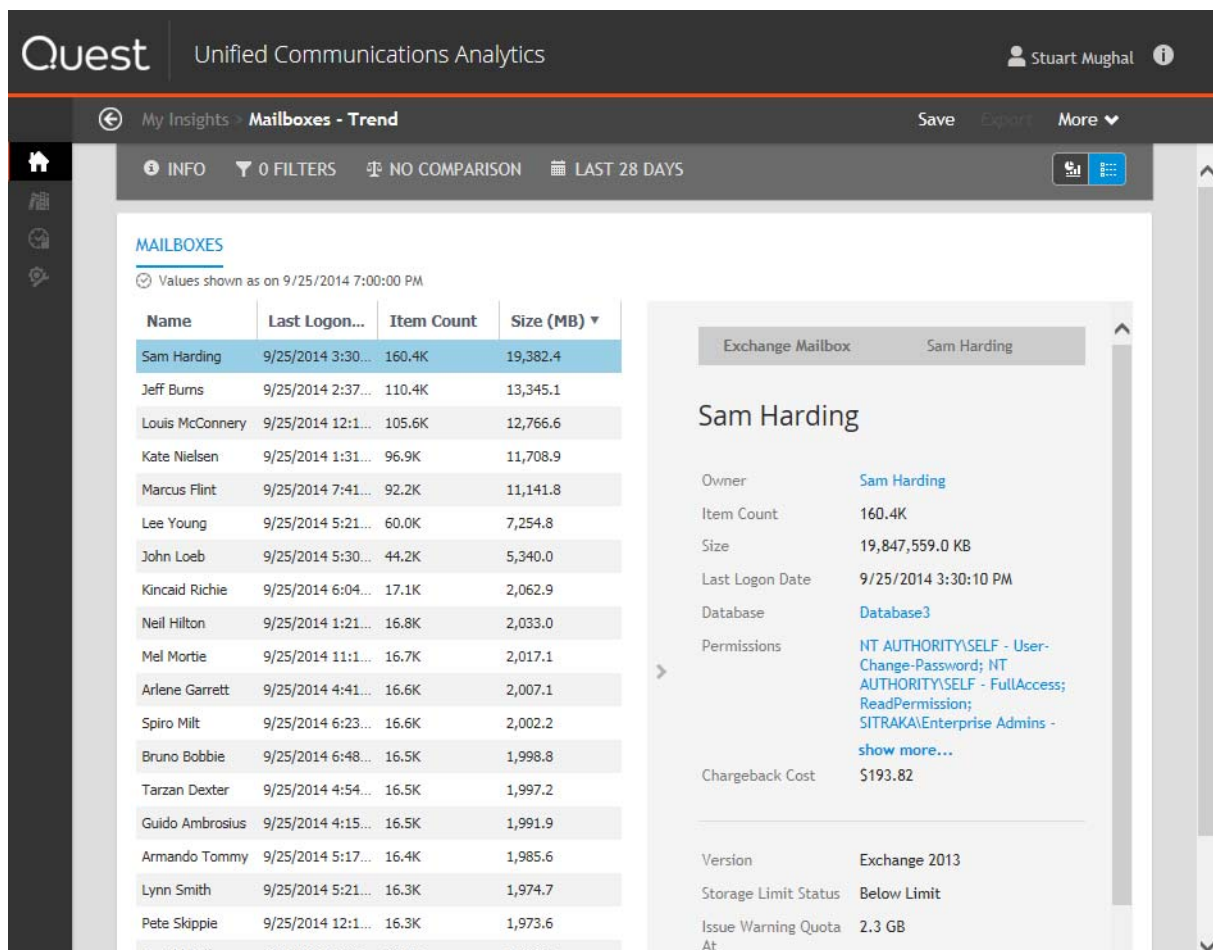 Quest Unified Communications Analytics Stuart Mughal
My Insights > Mailboxes - Trend Save Export More
INFO 0 FILTERS NO COMPARISON LAST 28 DAYS
MAILBOXES
Values shown as on 9/25/2014 7:00:00 PM
Name Last Logon... Item Count Size (MB) ▼
Sam Harding 9/25/2014 3:30... 160.4K 19,382.4
Jeff Burns 9/25/2014 2:37... 110.4K 13,345.1
Louis McConnery 9/25/2014 12:1... 105.6K 12,766.6
Kate Nielsen 9/25/2014 1:31... 96.9K 11,708.9
Marcus Flint 9/25/2014 7:41... 92.2K 11,141.8
Lee Young 9/25/2014 5:21... 60.0K 7,254.8
John Loeb 9/25/2014 5:30... 44.2K 5,340.0
Kincaid Richie 9/25/2014 6:04... 17.1K 2,062.9
Neil Hilton 9/25/2014 1:21... 16.8K 2,033.0
Mel Mortie 9/25/2014 11:1... 16.7K 2,017.1
Arlene Garrett 9/25/2014 4:41... 16.6K 2,007.1
Spiro Milt 9/25/2014 6:23... 16.6K 2,002.2
Bruno Bobbie 9/25/2014 6:48... 16.5K 1,998.8
Tarzan Dexter 9/25/2014 4:54... 16.5K 1,997.2
Guido Ambrosius 9/25/2014 4:15... 16.5K 1,991.9
Armando Tommy 9/25/2014 5:17... 16.4K 1,985.6
Lynn Smith 9/25/2014 5:21... 16.3K 1,974.7
Pete Skippie 9/25/2014 12:1... 16.3K 1,973.6
Exchange Mailbox Sam Harding
Sam Harding
Owner Sam Harding
Item Count 160.4K
Size 19,847,559.0 KB
Last Logon Date 9/25/2014 3:30:10 PM
Database Database3
Permissions NT AUTHORITY\SELF - User-
Change-Password; NT
AUTHORITY\SELF - FullAccess;
ReadPermission;
SITRAKA\Enterprise Admins -
show more...
Chargeback Cost $193.82
Version Exchange 2013
Storage Limit Status Below Limit
Issue Warning Quota 2.3 GB
At